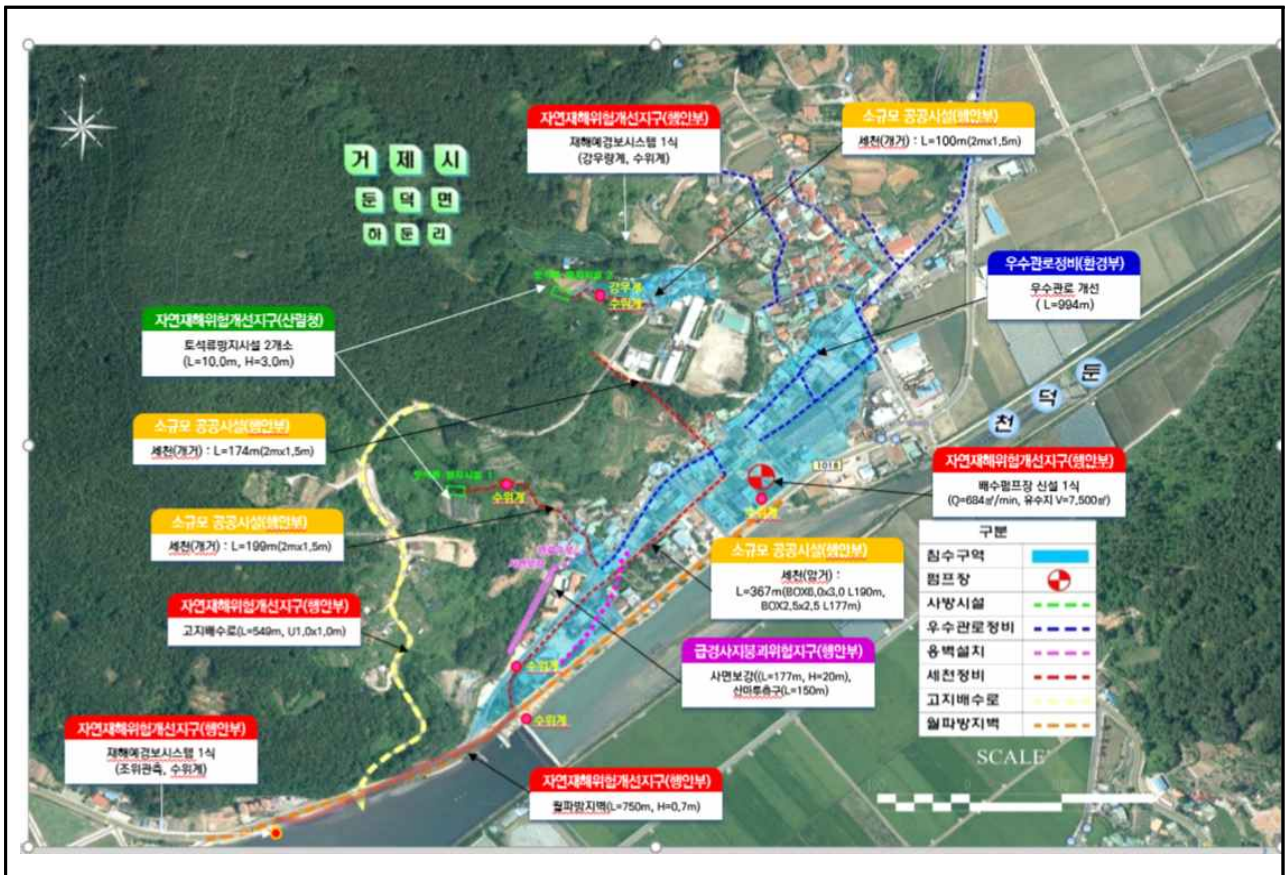 거 제 시
둔 덕 면
하 둔 리
자연재해위험개선지구(행안부)
재해예경보시스템 1식
(강우량계, 수위계)
소규모 공공시설(행안부)
세천(개거) : L=100m(2mx1.5m)
우수관로정비(환경부)
우수관로 개선
( L=994m)
강우계
수위계
자연재해위험개선지구(산림청)
토석류방지시설 2개소
(L=10.0m, H=3.0m)
둔
덕
천
소규모 공공시설(행안부)
세천(개거) : L=174m(2mx1.5m)
1018
자연재해위험개선지구(행안부)
배수펌프장 신설 1식
(Q=684㎥/min, 유수지 V=7,500㎥)
수위계
수위계
소규모 공공시설(행안부)
세천(개거) : L=199m(2mx1.5m)
소규모 공공시설(행안부)
세천(암거) :
L=367m(BOX6.0x3.0 L190m,
BOX2.5x2.5 L177m)
자연재해위험개선지구(행안부)
고지배수로(L=549m, U1.0x1.0m)
급경사지붕괴위험지구(행안부)
사면보강((L=177m, H=20m),
산마루측구(L=150m)
수위계
수위계
자연재해위험개선지구(행안부)
재해예경보시스템 1식
(조위관측, 수위계)
자연재해위험개선지구(행안부)
월파방지벽(L=750m, H=0.7m)
구분
침수구역
펌프장
사방시설
우수관로정비
옹벽설치
세천정비
고지배수로
월파방지벽
SCALE